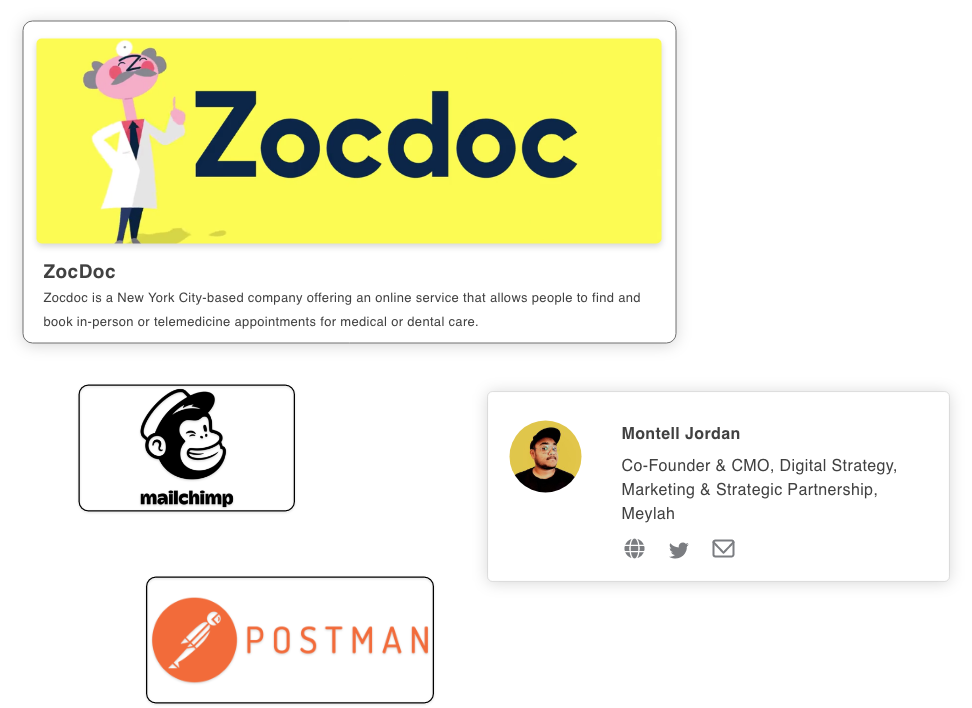 Zocdoc
ZocDoc
Zocdoc is a New York City-based company offering an online service that allows people to find and
book in-person or telemedicine appointments for medical or dental care.
mailchimp
Montell Jordan
Co-Founder & CMO, Digital Strategy,
Marketing & Strategic Partnership,
Meylah
POSTMAN